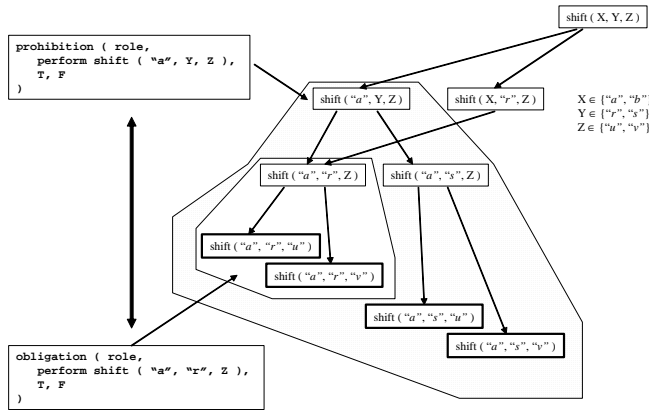 shift ( X, Y, Z )
prohibition ( role,
perform shift ( “a”, Y, Z ),
T, F
)
shift ( “a”, Y, Z )
shift ( X, “r”, Z )
X ∈ {“a”, “b”}
Y ∈ {“r”, “s”}
Z ∈ {“u”, “v”}
shift ( “a”, “r”, Z )
shift ( “a”, “s”, Z )
shift ( “a”, “r”, “u” )
shift ( “a”, “r”, “v” )
shift ( “a”, “s”, “u” )
shift ( “a”, “s”, “v” )
obligation ( role,
perform shift ( “a”, “r”, Z ),
T, F
)